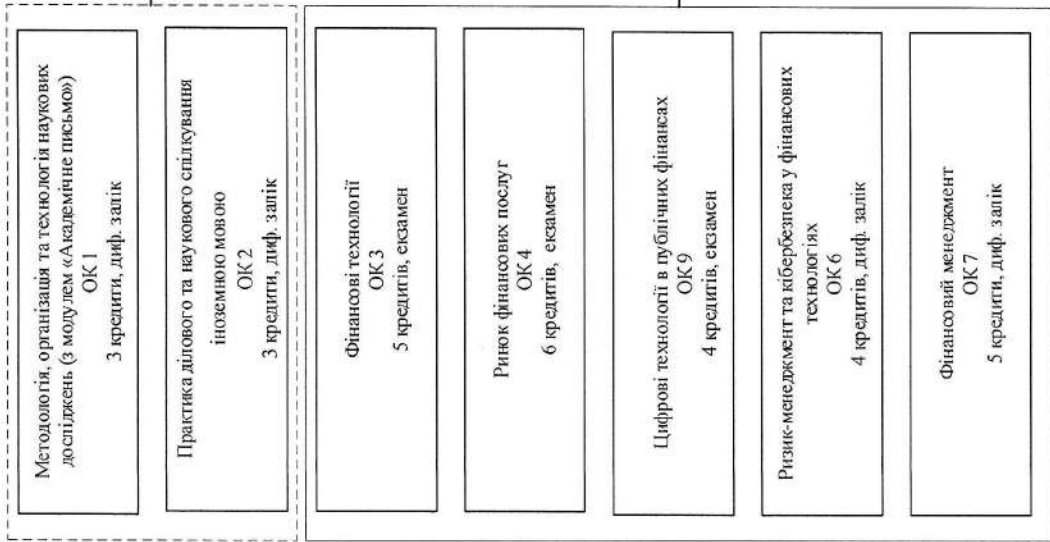 Методологія, організація та технологія наукових
досліджень (з модулем «Академічне письмо»)
ОК 1
3 кредити, диф. залік
Практика ділового та наукового спілкування
іноземною мовою
ОК 2
3 кредити, диф. залік
Фінансові технології
ОК 3
5 кредитів, екзамен
Ринок фінансових послуг
ОК 4
6 кредитів, екзамен
Цифрові технології в публічних фінансах
ОК 9
4 кредитів, екзамен
Ризик-менеджмент та кібербезпека у фінансових
технологіях
ОК 6
4 кредитів, диф. залік
Фінансовий менеджмент
ОК 7
5 кредити, диф. залік